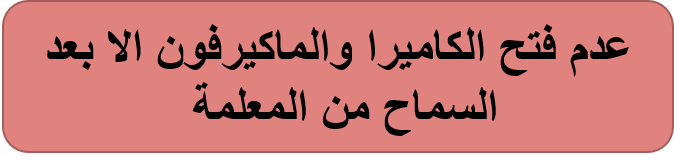 عدم فتح الكاميرا والماكيرفون الا بعد
السماح من المعلمة